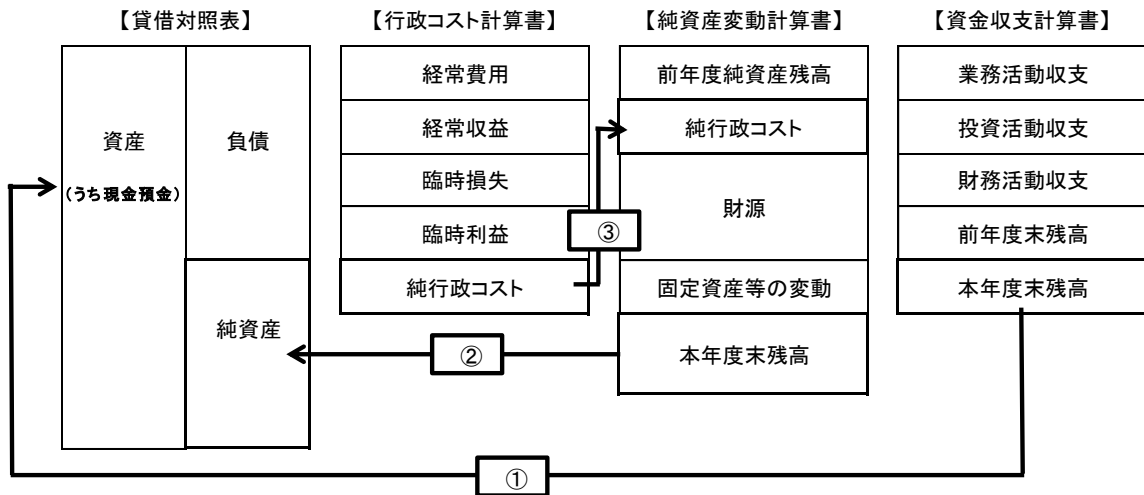 【貸借対照表】
資産
(うち現金預金)
負債
純資産
【行政コスト計算書】
経常費用
経常収益
臨時損失
臨時利益
純行政コスト
③
【純資産変動計算書】
前年度純資産残高
純行政コスト
財源
固定資産等の変動
本年度末残高
②
【資金収支計算書】
業務活動収支
投資活動収支
財務活動収支
前年度末残高
本年度末残高
①